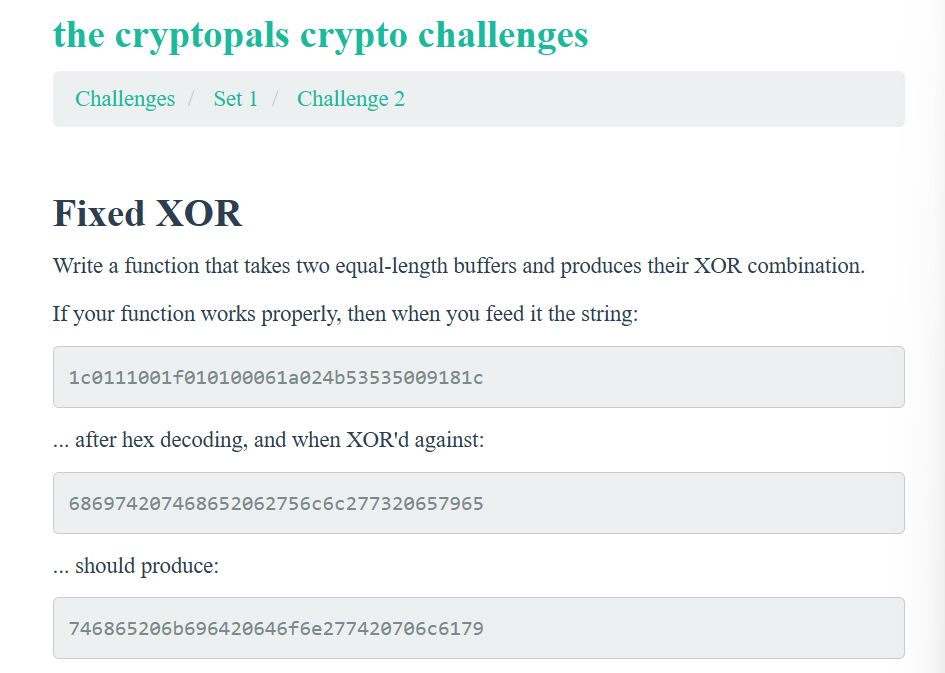 the cryptopals crypto challenges
Challenges / Set 1 / Challenge 2
Fixed XOR
Write a function that takes two equal-length buffers and produces their XOR combination.
If your function works properly, then when you feed it the string:
1c0111001f010100061a024b53535009181c
... after hex decoding, and when XOR'd against:
686974207468652062756c6c277320657965
... should produce:
746865206b696420646f6e277420706c6179